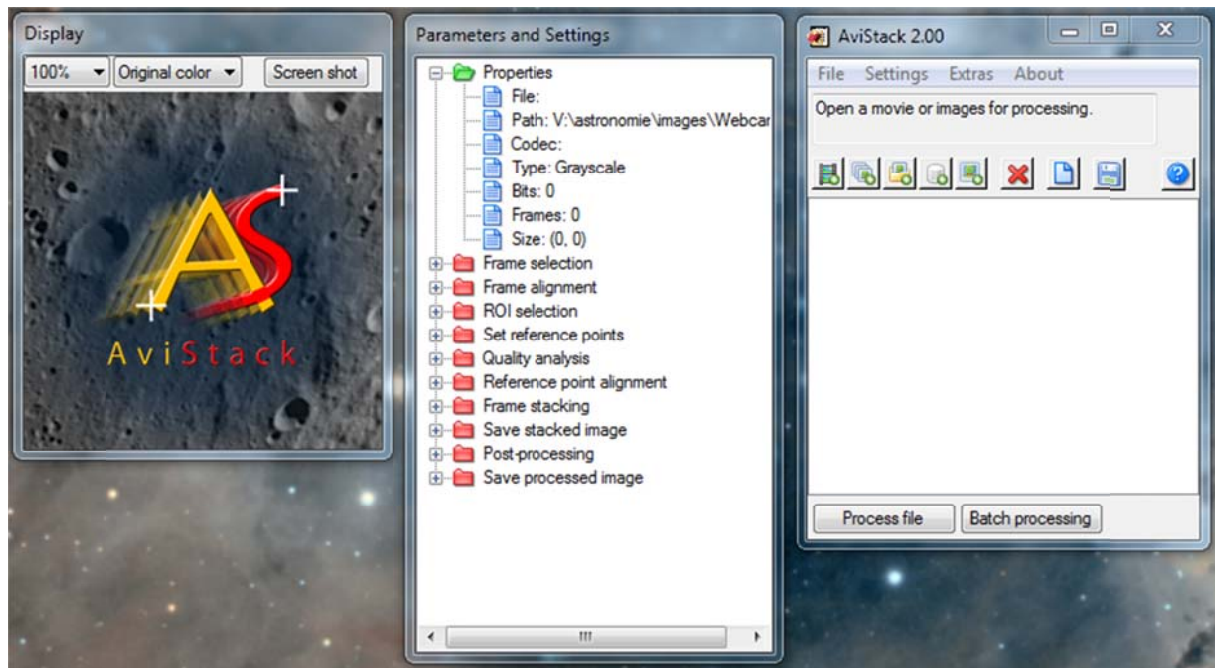 Display
100% Original color Screen shot
AS
AviStack
Parameters and Settings
Properties
File:
Path: V:\astronomie\images\Webcar
Codec:
Type: Grayscale
Bits: 0
Frames: 0
Size: (0, 0)
Frame selection
Frame alignment
ROI selection
Set reference points
Quality analysis
Reference point alignment
Frame stacking
Save stacked image
Post-processing
Save processed image
AviStack 2.00
File Settings Extras About
Open a movie or images for processing.
Process file Batch processing